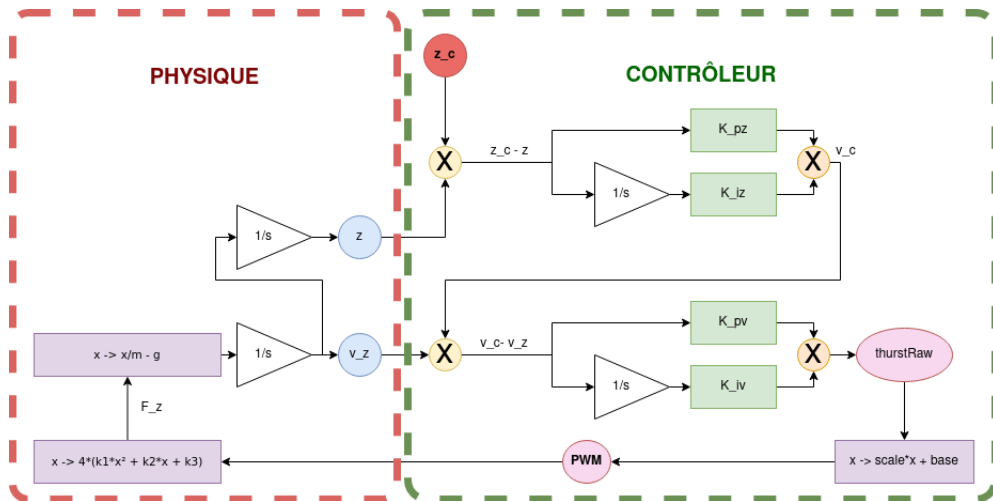 PHYSIQUE
CONTRÔLEUR
z_c
X
z_c - z
K_pz
1/s
K_iz
X
v_c
1/s
z
x -> x/m - g
1/s
v_z
X
v_c- v_z
K_pv
1/s
K_iv
X
thurstRaw
F_z
x -> 4*(k1*x² + k2*x + k3)
PWM
x -> scale*x + base